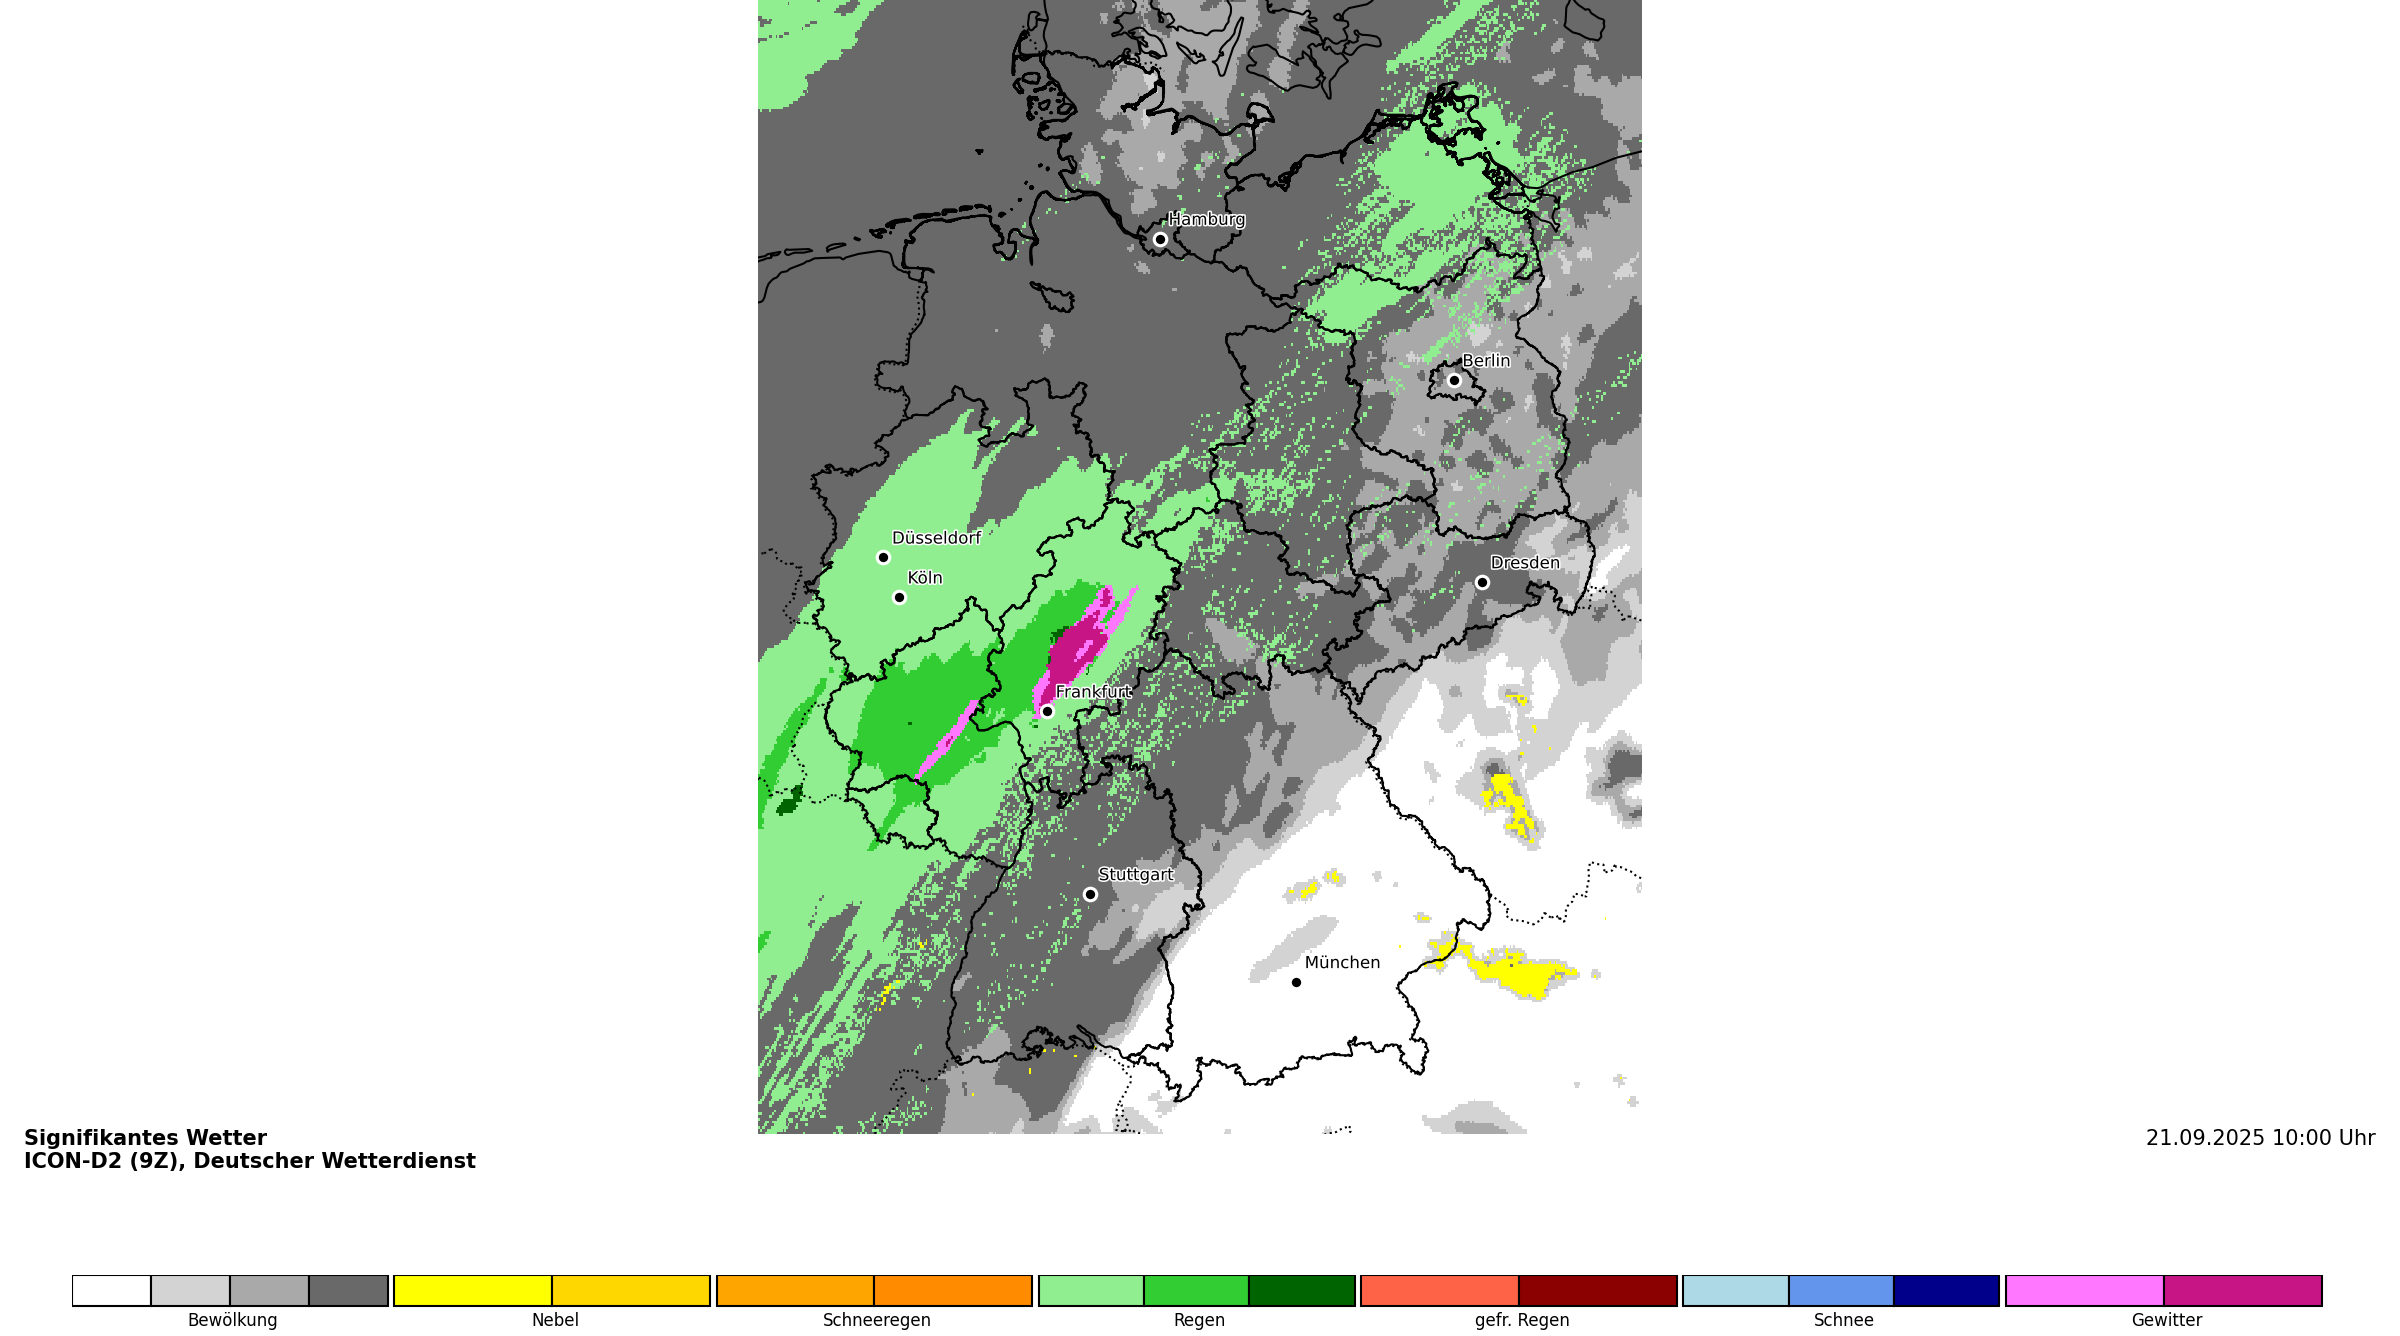 Hamburg
Berlin
Düsseldorf
Köln
Dresden
Frankfurt
Stuttgart
München
Signifikantes Wetter
ICON-D2 (9Z), Deutscher Wetterdienst
21.09.2025 10:00 Uhr
Bewölkung
Nebel
Schneeregen
Regen
gefr. Regen
Schnee
Gewitter